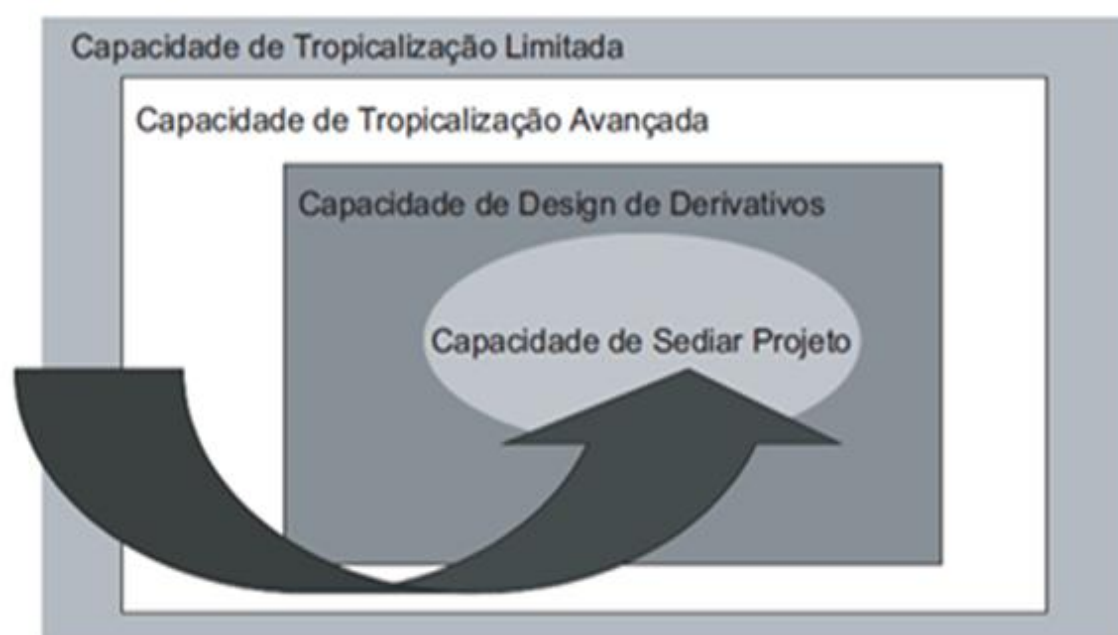 Capacidade de Tropicalização Limitada
Capacidade de Tropicalização Avançada
Capacidade de Design de Derivativos
Capacidade de Sediar Projeto